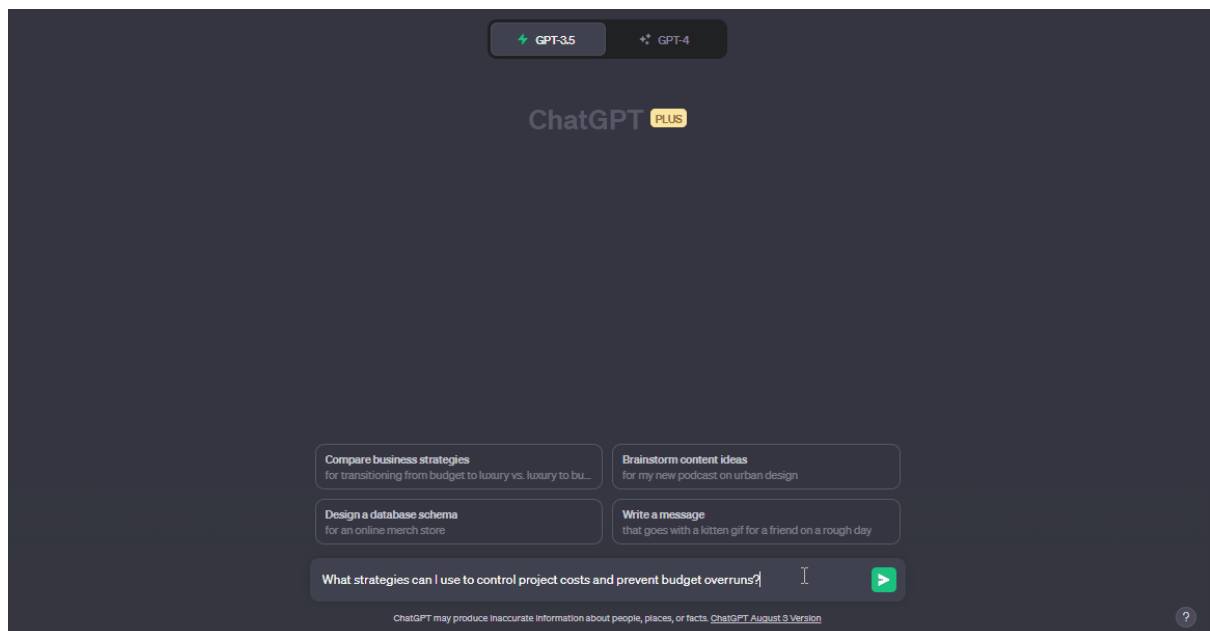 GPT-3.5 GPT-4
ChatGPT PLUS
Compare business strategies
for transitioning from budget to luxury vs. luxury to bu...
Brainstorm content ideas
for my new podcast on urban design
Design a database schema
for an online merch store
Write a message
that goes with a kitten gif for a friend on a rough day
What strategies can I use to control project costs and prevent budget overruns?
ChatGPT may produce inaccurate information about people, places, or facts. ChatGPT August 3 Version
?